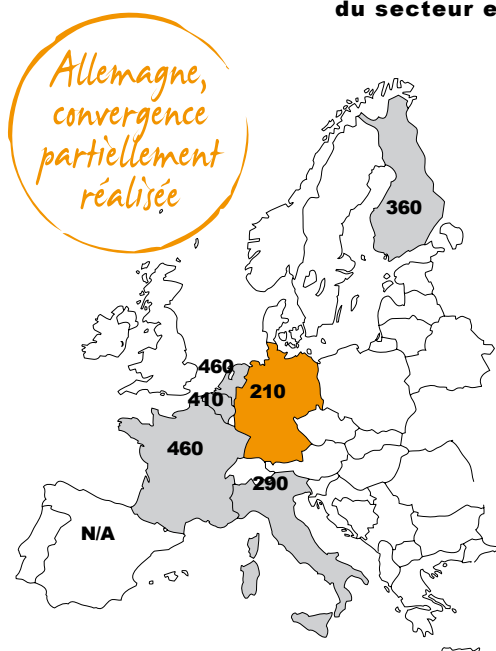 du secteur e
Allemagne,
convergence
partiellement
réalisée
360
460
210
410
460
290
N/A